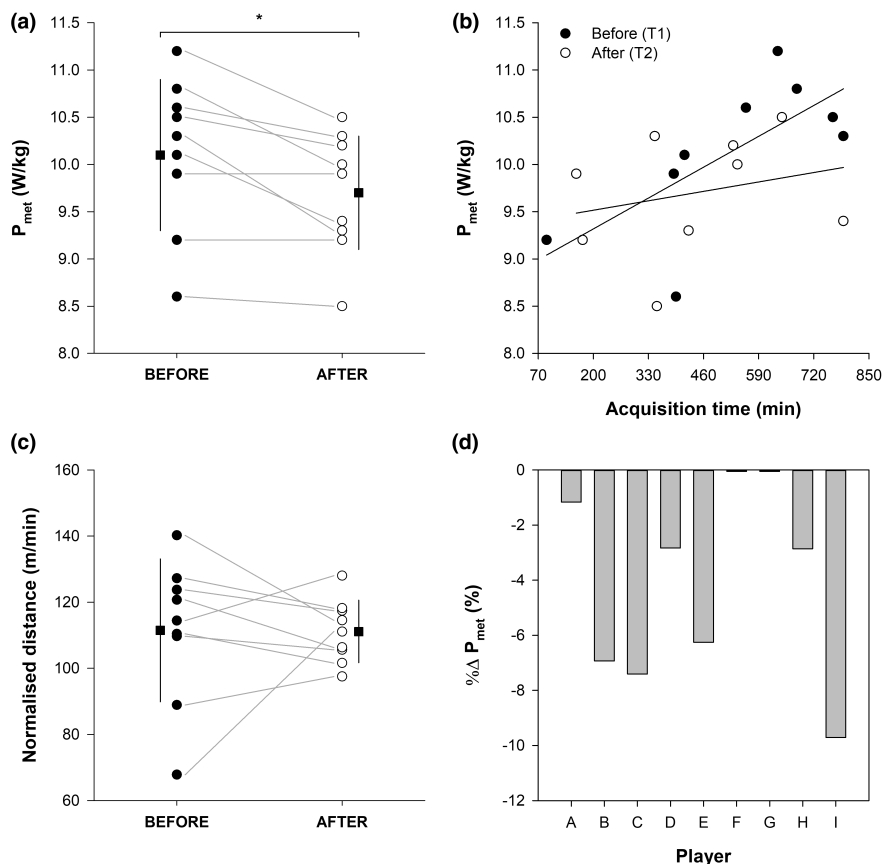 (a)
*
11.5
11.0
10.5
10.0
9.5
9.0
8.5
8.0
P_met (W/kg)
BEFORE AFTER
(b)
Before (T1)
After (T2)
11.5
11.0
10.5
10.0
9.5
9.0
8.5
8.0
P_met (W/kg)
70 200 330 460 590 720 850
Acquisition time (min)
(c)
160
140
120
100
80
60
Normalised distance (m/min)
BEFORE AFTER
(d)
0
-2
-4
-6
-8
-10
-12
%Δ P_met (%)
A B C D E F G H I
Player